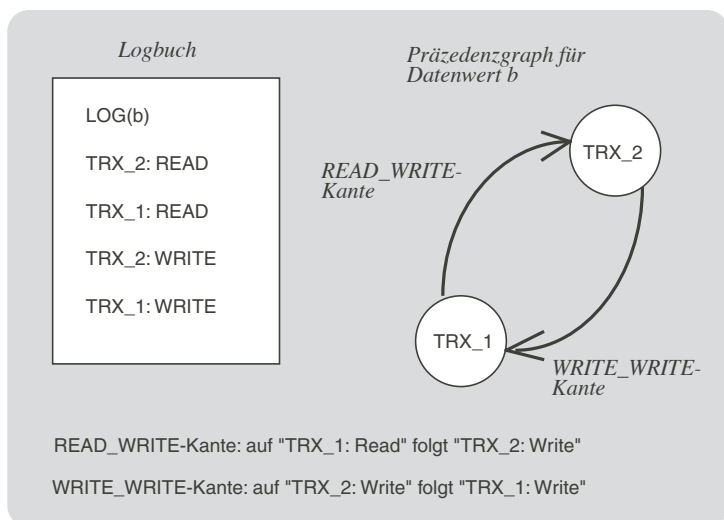 Logbuch
LOG(b)
TRX_2: READ
TRX_1: READ
TRX_2: WRITE
TRX_1: WRITE
Präzedenzgraph für
Datenwert b
TRX_2
READ_WRITE-
Kante
TRX_1
WRITE_WRITE-
Kante
READ_WRITE-Kante: auf "TRX_1: Read" folgt "TRX_2: Write"
WRITE_WRITE-Kante: auf "TRX_2: Write" folgt "TRX_1: Write"